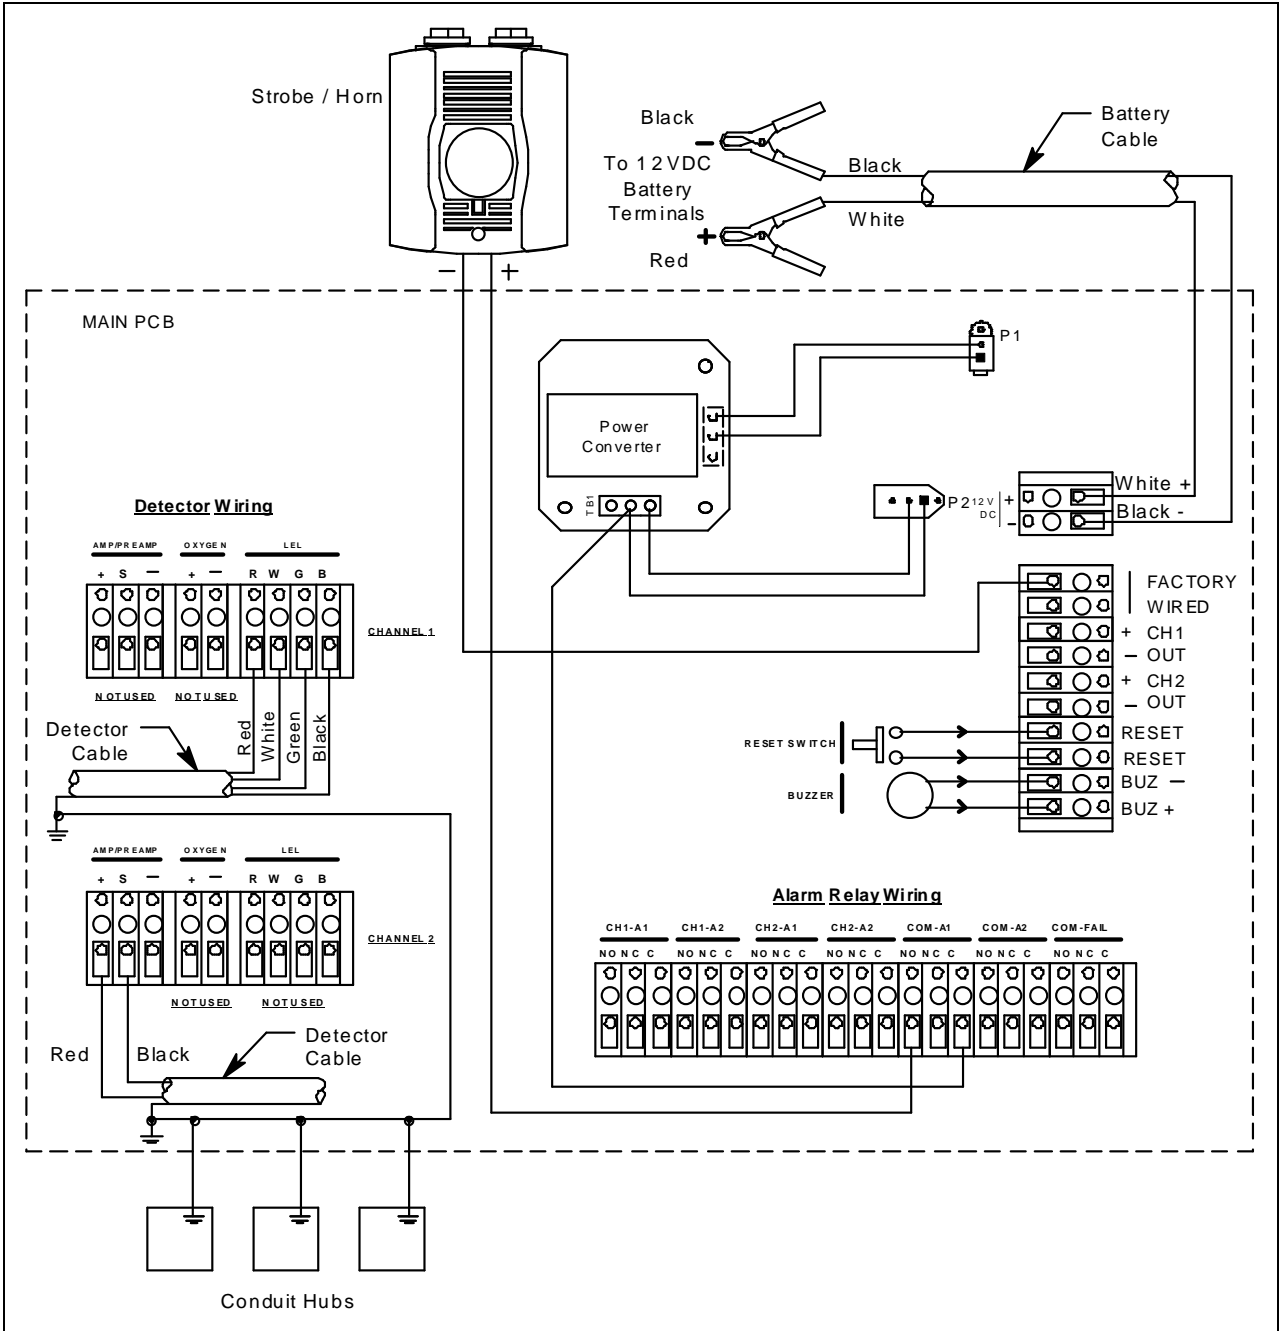 Strobe / Horn
Black
−
To 12VDC
Battery
Terminals
+
Red
Black
White
Battery
Cable
− +
MAIN PCB
P1
Power
Converter
TB1
P2
12V
DC
+
−
White +
Black -
Detector Wiring
AMP/PREAMP OXYGEN LEL
+ S − + − R W G B
CHANNEL 1
NOT USED NOT USED
Detector
Cable
Red
White
Green
Black
FACTORY
WIRED
+ CH1
− OUT
+ CH2
− OUT
RESET
RESET
BUZ −
BUZ +
RESET SWITCH
BUZZER
AMP/PREAMP OXYGEN LEL
+ S − + − R W G B
CHANNEL 2
NOT USED NOT USED
Red
Black
Detector
Cable
Alarm Relay Wiring
CH1-A1 CH1-A2 CH2-A1 CH2-A2 COM-A1 COM-A2 COM-FAIL
NO NC C NO NC C NO NC C NO NC C NO NC C NO NC C NO NC C
Conduit Hubs